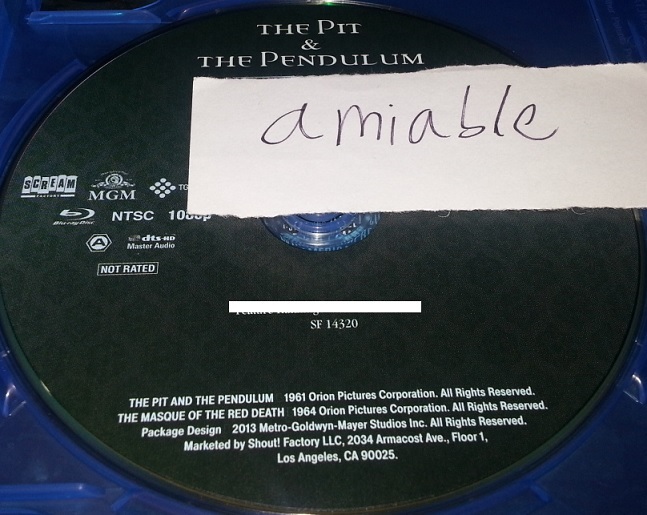 THE PIT
&
THE PENDULUM
amiable
SCREAM
FACTORY
MGM
TG
Blu-ray Disc NTSC 1080p
A dts-HD
Master Audio
NOT RATED
SF 14320
THE PIT AND THE PENDULUM 1961 Orion Pictures Corporation. All Rights Reserved.
THE MASQUE OF THE RED DEATH 1964 Orion Pictures Corporation. All Rights Reserved.
Package Design 2013 Metro-Goldwyn-Mayer Studios Inc. All Rights Reserved.
Marketed by Shout! Factory LLC, 2034 Armacost Ave., Floor 1,
Los Angeles, CA 90025.